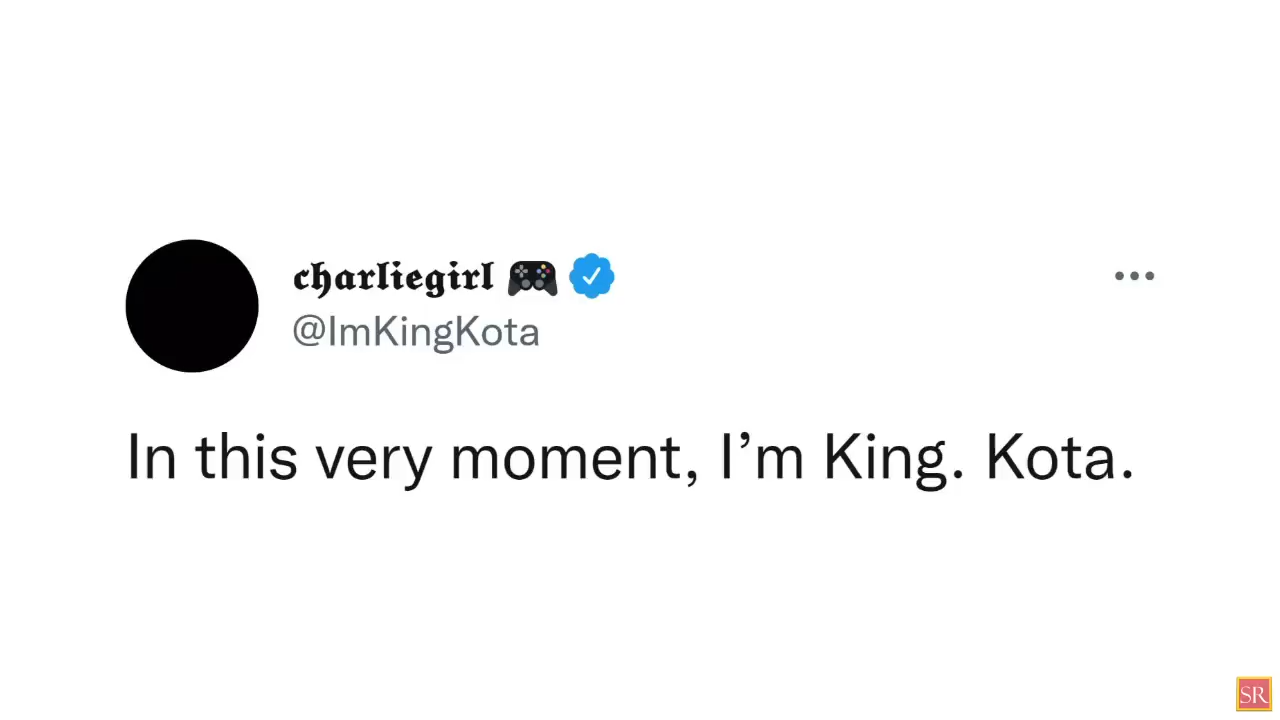 charliegirl 🎮
@ImKingKota
In this very moment, I’m King. Kota.
SR